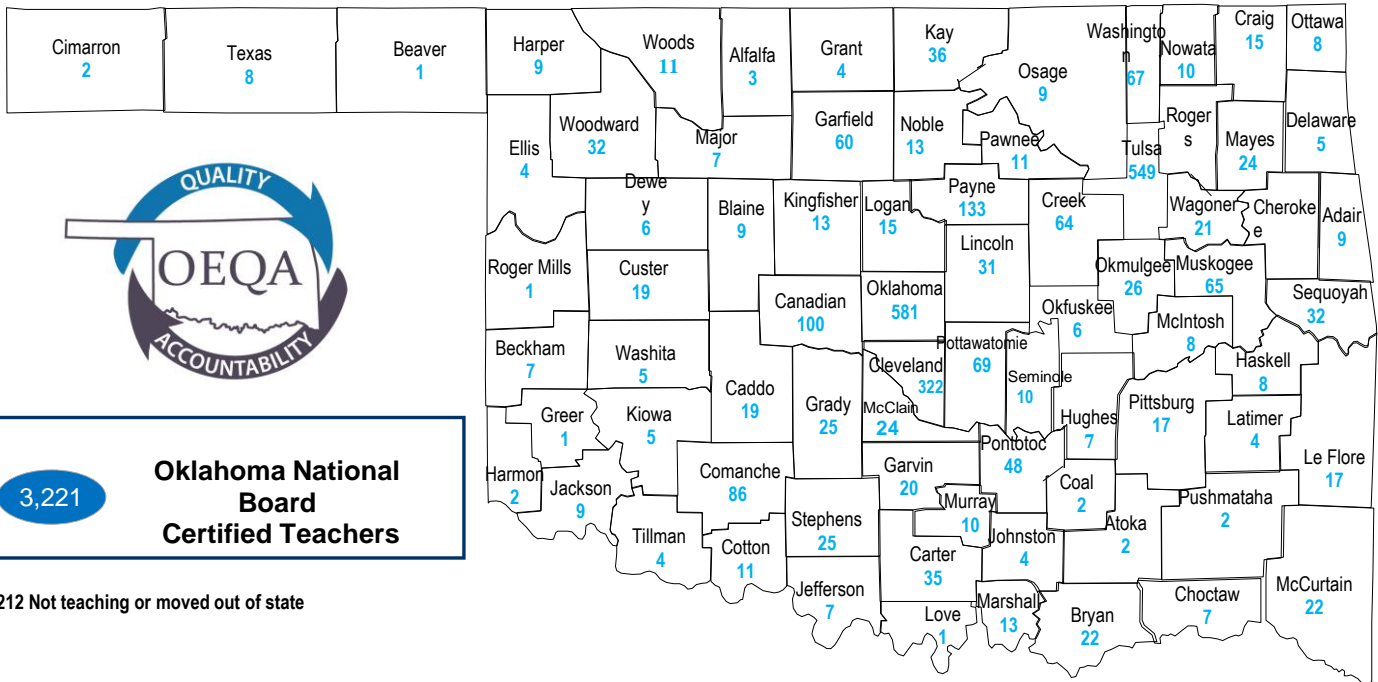 Cimarron
2
Texas
8
Beaver
1
Harper
9
Woods
11
Alfalfa
3
Grant
4
Kay
36
Osage
9
Washingto
n
67
Nowata
10
Craig
15
Ottawa
8
Ellis
4
Woodward
32
Major
7
Garfield
60
Noble
13
Pawnee
11
Tulsa
549
Roger
s
Mayes
24
Delaware
5
Dewe
y
6
Blaine
9
Kingfisher
13
Logan
15
Payne
133
Creek
64
Wagoner
21
Cheroke
e
Adair
9
Lincoln
31
Roger Mills
1
Custer
19
Canadian
100
Oklahoma
581
Okmulgee
26
Muskogee
65
Sequoyah
32
Okfuskee
6
McIntosh
8
Haskell
8
Beckham
7
Washita
5
Caddo
19
Grady
25
Cleveland
322
McClain
24
Pottawatomie
69
Seminole
10
Hughes
7
Pittsburg
17
Latimer
4
Le Flore
17
Greer
1
Kiowa
5
Harmon
2
Jackson
9
Comanche
86
Garvin
20
Pontotoc
48
Coal
2
Pushmataha
2
Tillman
4
Cotton
11
Stephens
25
Murray
10
Johnston
4
Atoka
2
McCurtain
22
Jefferson
7
Carter
35
Love
1
Marshall
13
Bryan
22
Choctaw
7
QUALITY
OEQA
ACCOUNTABILITY
3,221
Oklahoma National
Board
Certified Teachers
212 Not teaching or moved out of state